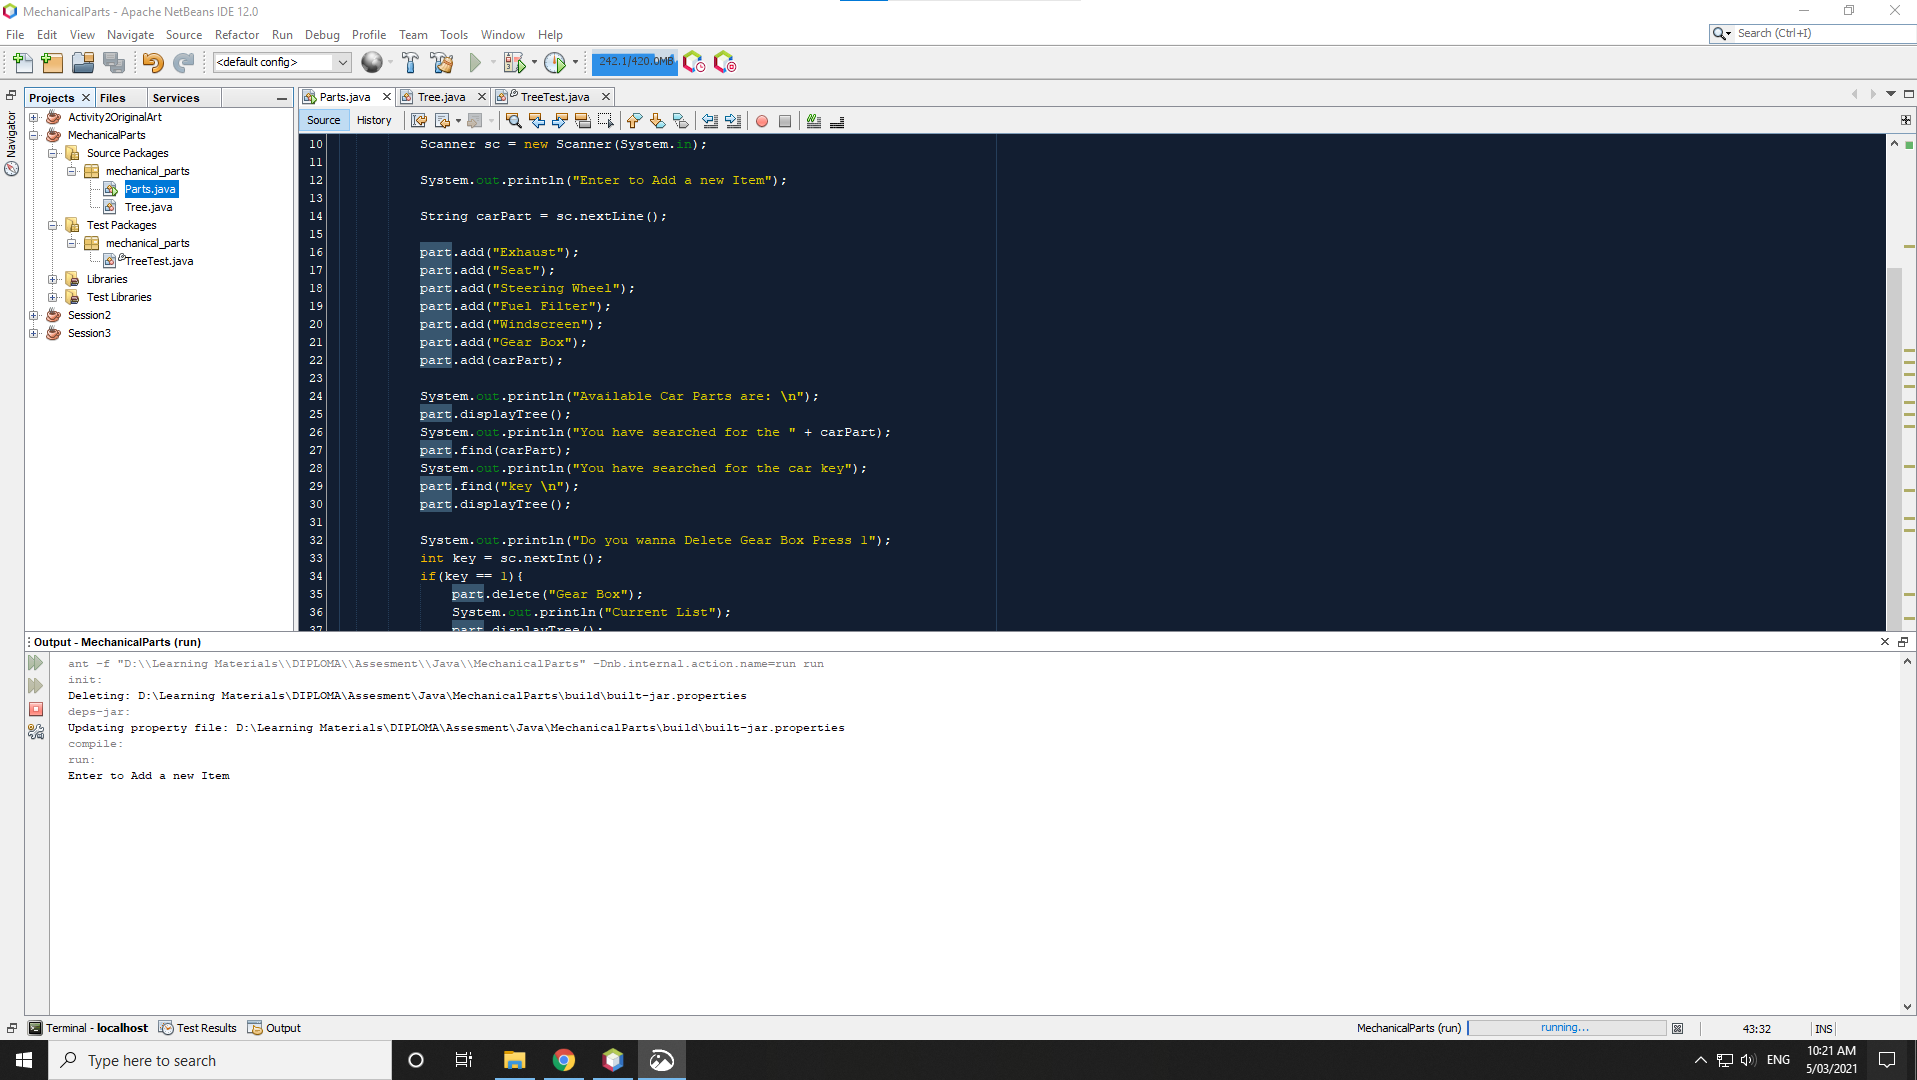 MechanicalParts - Apache NetBeans IDE 12.0
File Edit View Navigate Source Refactor Run Debug Profile Team Tools Window Help
Search (Ctrl+I)
<default config>
242.1/420.0MB
Projects Files Services
Parts.java Tree.java TreeTest.java
Source History
Navigator
Activity2OriginalArt
MechanicalParts
Source Packages
mechanical_parts
Parts.java
Tree.java
Test Packages
mechanical_parts
TreeTest.java
Libraries
Test Libraries
Session2
Session3
10 Scanner sc = new Scanner(System.in);
11
12 System.out.println("Enter to Add a new Item");
13
14 String carPart = sc.nextLine();
15
16 part.add("Exhaust");
17 part.add("Seat");
18 part.add("Steering Wheel");
19 part.add("Fuel Filter");
20 part.add("Windscreen");
21 part.add("Gear Box");
22 part.add(carPart);
23
24 System.out.println("Available Car Parts are: \n");
25 part.displayTree();
26 System.out.println("You have searched for the " + carPart);
27 part.find(carPart);
28 System.out.println("You have searched for the car key");
29 part.find("key \n");
30 part.displayTree();
31
32 System.out.println("Do you wanna Delete Gear Box Press 1");
33 int key = sc.nextInt();
34 if(key == 1){
35 part.delete("Gear Box");
36 System.out.println("Current List");
37 part.displayTree();
Output - MechanicalParts (run)
ant -f "D:\\Learning Materials\\DIPLOMA\\Assesment\\Java\\MechanicalParts" -Dnb.internal.action.name=run run
init:
Deleting: D:\Learning Materials\DIPLOMA\Assesment\Java\MechanicalParts\build\built-jar.properties
deps-jar:
Updating property file: D:\Learning Materials\DIPLOMA\Assesment\Java\MechanicalParts\build\built-jar.properties
compile:
run:
Enter to Add a new Item
Terminal - localhost Test Results Output
MechanicalParts (run) running... 43:32 INS
Type here to search
ENG
10:21 AM
5/03/2021